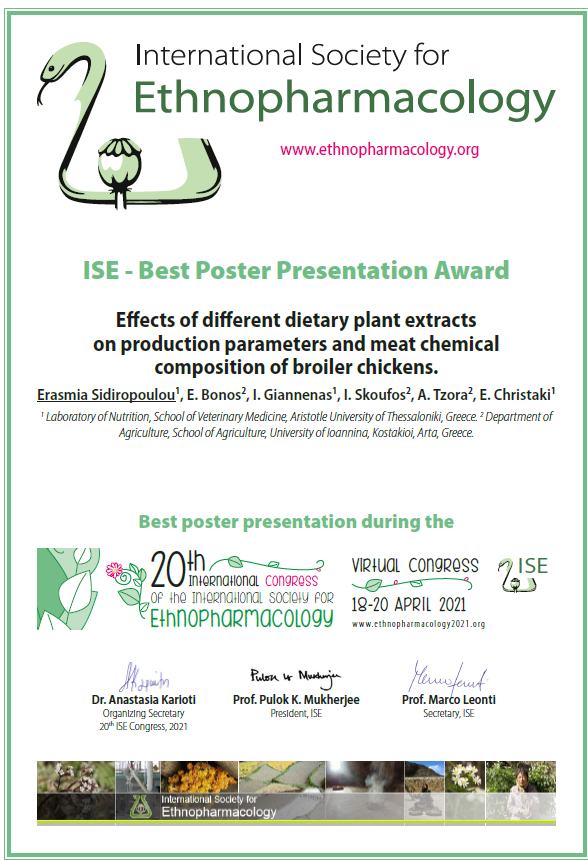 International Society for
Ethnopharmacology
www.ethnopharmacology.org
ISE - Best Poster Presentation Award
Effects of different dietary plant extracts
on production parameters and meat chemical
composition of broiler chickens.
Erasmia Sidiropoulou¹, E. Bonos², I. Giannenas¹, I. Skoufos², A. Tzora², E. Christaki¹
¹ Laboratory of Nutrition, School of Veterinary Medicine, Aristotle University of Thessaloniki, Greece. ² Department of
Agriculture, School of Agriculture, University of Ioannina, Kostakioi, Arta, Greece.
Best poster presentation during the
20th
International Congress
of the International Society for
Ethnopharmacology
Virtual Congress
18-20 April 2021
www.ethnopharmacology2021.org
ISE
Pulok K Mukherjee
Dr. Anastasia Karioti
Organizing Secretary
20th ISE Congress, 2021
Prof. Pulok K. Mukherjee
President, ISE
Prof. Marco Leonti
Secretary, ISE
International Society for
Ethnopharmacology